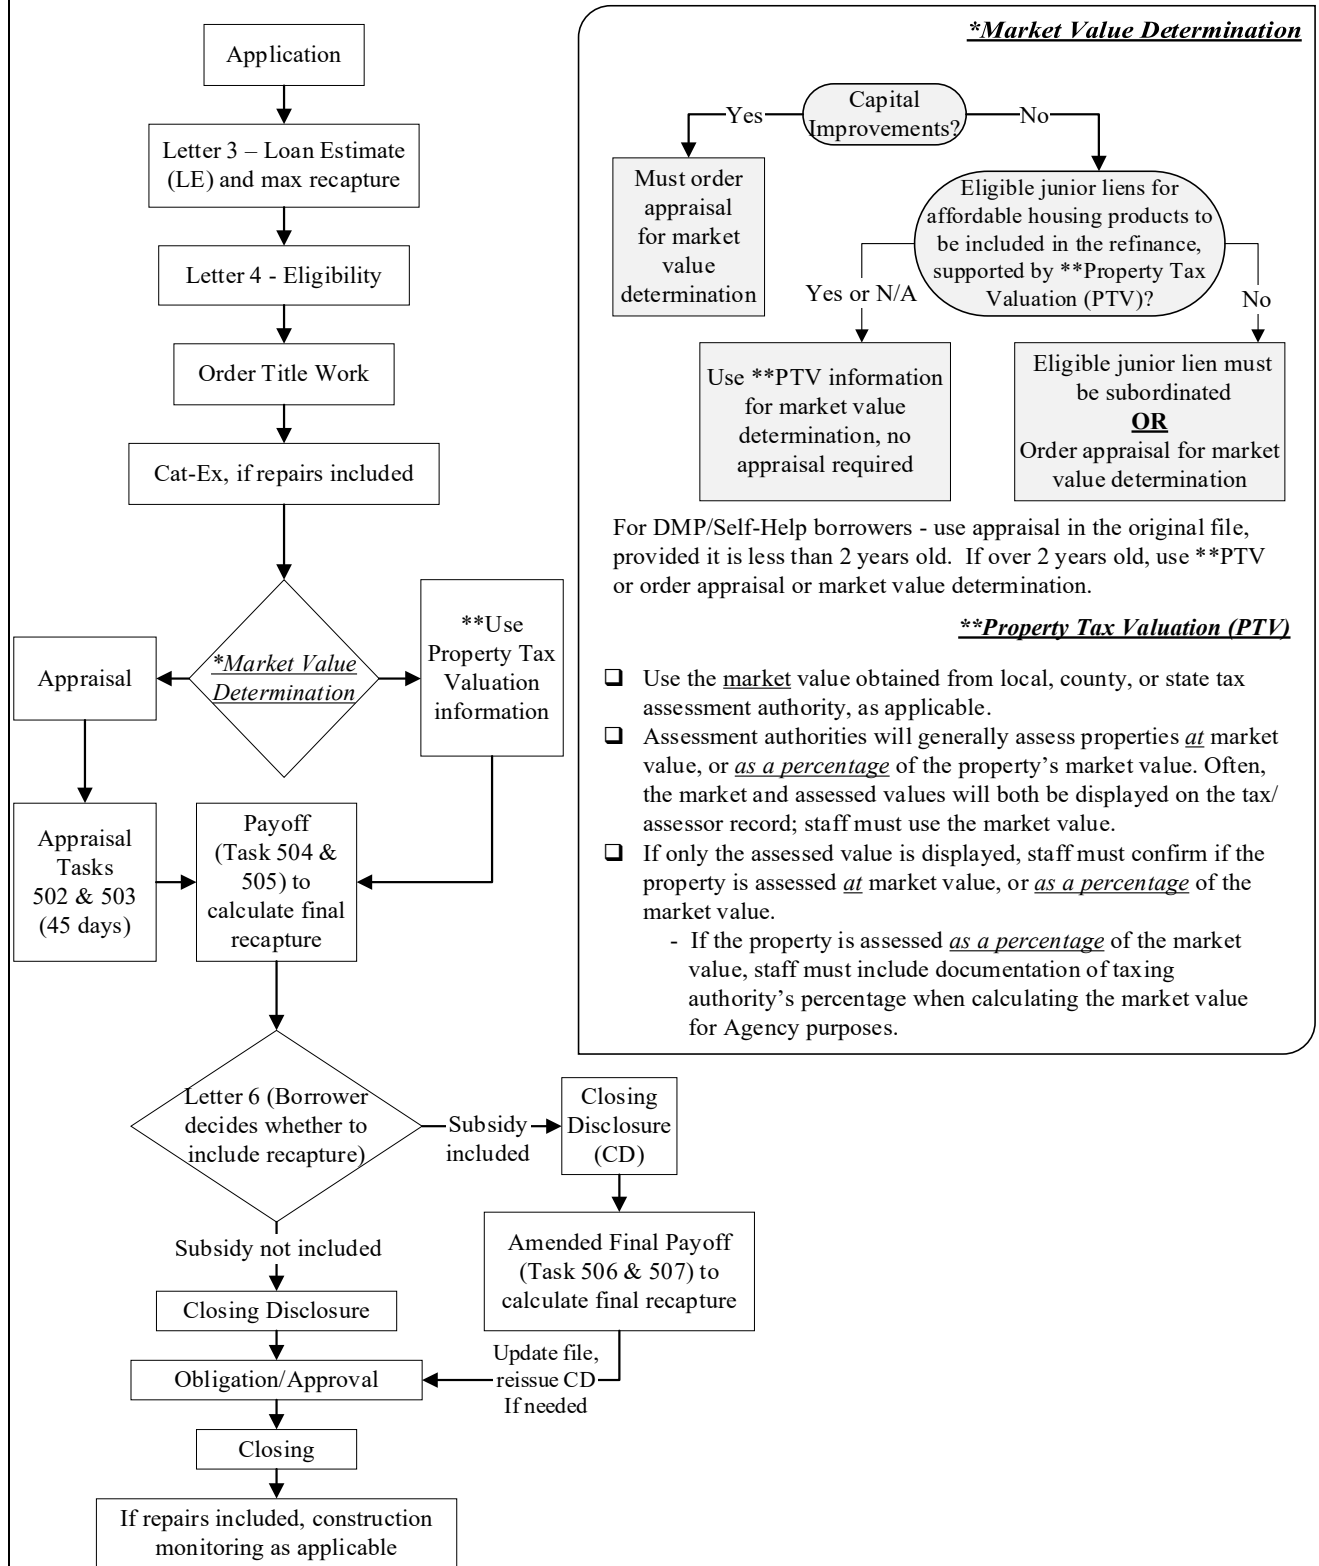 Application
Letter 3 – Loan Estimate
(LE) and max recapture
Letter 4 - Eligibility
Order Title Work
Cat-Ex, if repairs included
*Market Value
Determination
Appraisal
**Use
Property Tax
Valuation
information
Appraisal
Tasks
502 & 503
(45 days)
Payoff
(Task 504 &
505) to
calculate final
recapture
Letter 6 (Borrower
decides whether to
include recapture)
Subsidy
included
Closing
Disclosure
(CD)
Subsidy not included
Amended Final Payoff
(Task 506 & 507) to
calculate final recapture
Closing Disclosure
Update file,
reissue CD
If needed
Obligation/Approval
Closing
If repairs included, construction
monitoring as applicable
*Market Value Determination
Capital
Improvements?
Yes
No
Must order
appraisal
for market
value
determination
Eligible junior liens for
affordable housing products to
be included in the refinance,
supported by **Property Tax
Valuation (PTV)?
Yes or N/A
No
Use **PTV information
for market value
determination, no
appraisal required
Eligible junior lien must
be subordinated
OR
Order appraisal for market
value determination
For DMP/Self-Help borrowers - use appraisal in the original file,
provided it is less than 2 years old. If over 2 years old, use **PTV
or order appraisal or market value determination.
**Property Tax Valuation (PTV)
❑ Use the market value obtained from local, county, or state tax
assessment authority, as applicable.
❑ Assessment authorities will generally assess properties at market
value, or as a percentage of the property's market value. Often,
the market and assessed values will both be displayed on the tax/
assessor record; staff must use the market value.
❑ If only the assessed value is displayed, staff must confirm if the
property is assessed at market value, or as a percentage of the
market value.
- If the property is assessed as a percentage of the market
value, staff must include documentation of taxing
authority's percentage when calculating the market value
for Agency purposes.